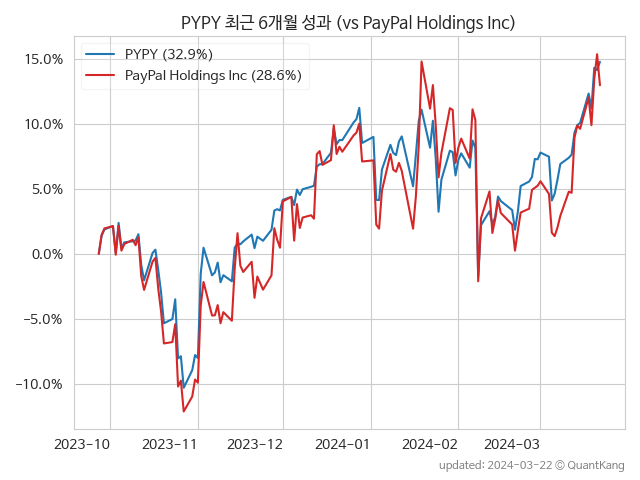 PYPY 최근 6개월 성과 (vs PayPal Holdings Inc)
PYPY (32.9%)
PayPal Holdings Inc (28.6%)
15.0%
10.0%
5.0%
0.0%
−5.0%
−10.0%
2023-10 2023-11 2023-12 2024-01 2024-02 2024-03
updated: 2024-03-22 © QuantKang